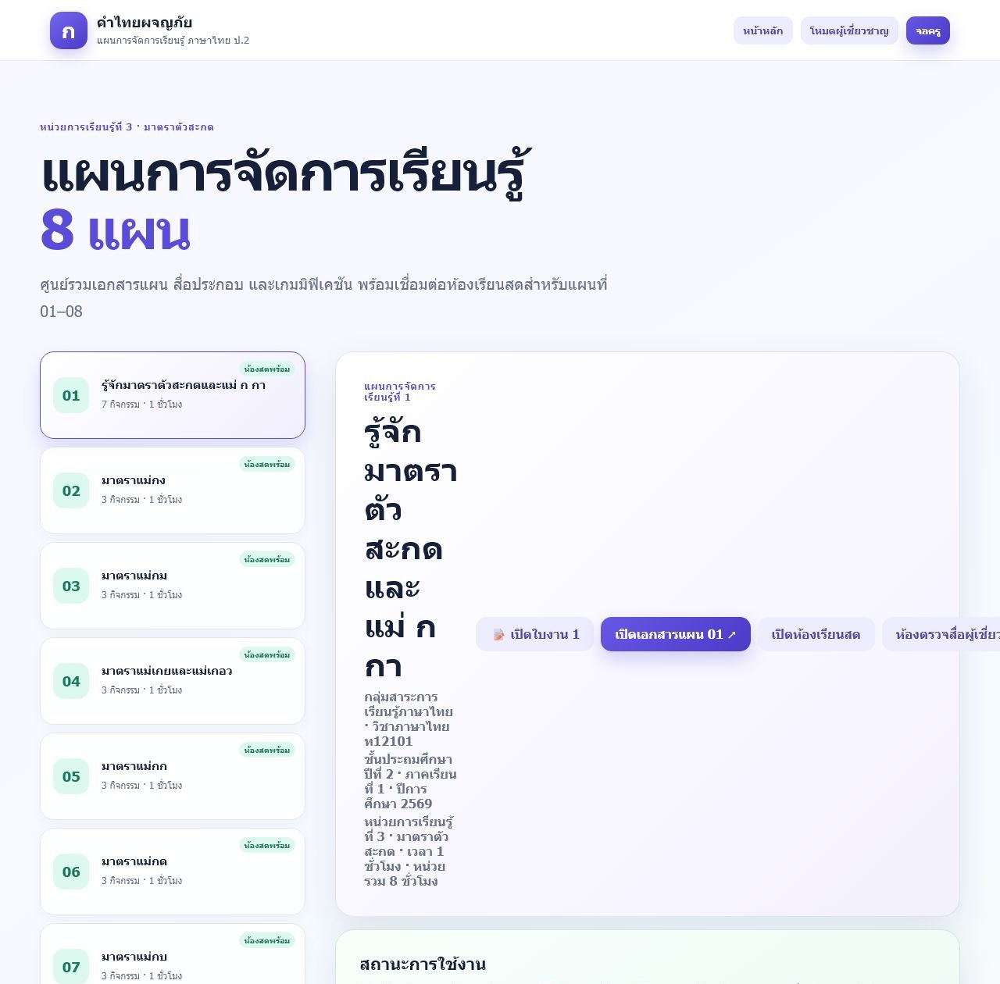 ก
คำไทยผจญภัย
แผนการจัดการเรียนรู้ ภาษาไทย ป.2
หน้าหลัก
โหมดผู้เชี่ยวชาญ
จอครู
หน่วยการเรียนรู้ที่ 3 · มาตราตัวสะกด
แผนการจัดการเรียนรู้
8 แผน
ศูนย์รวมเอกสารแผน สื่อประกอบ และเกมมิฟิเคชัน พร้อมเชื่อมต่อห้องเรียนสดสำหรับแผนที่
01–08
ห้องสดพร้อม
01
รู้จักมาตราตัวสะกดและแม่ ก กา
7 กิจกรรม · 1 ชั่วโมง
ห้องสดพร้อม
02
มาตราแม่กง
3 กิจกรรม · 1 ชั่วโมง
ห้องสดพร้อม
03
มาตราแม่กม
3 กิจกรรม · 1 ชั่วโมง
ห้องสดพร้อม
04
มาตราแม่เกยและแม่เกอว
3 กิจกรรม · 1 ชั่วโมง
ห้องสดพร้อม
05
มาตราแม่กก
3 กิจกรรม · 1 ชั่วโมง
ห้องสดพร้อม
06
มาตราแม่กด
3 กิจกรรม · 1 ชั่วโมง
ห้องสดพร้อม
07
มาตราแม่กบ
3 กิจกรรม · 1 ชั่วโมง
แผนการจัดการ
เรียนรู้ที่ 1
รู้จัก
มาตรา
ตัว
สะกด
และ
แม่ ก
กา
กลุ่มสาระการ
เรียนรู้ภาษาไทย
· วิชาภาษาไทย
ท12101
ชั้นประถมศึกษา
ปีที่ 2 · ภาคเรียน
ที่ 1 · ปีการ
ศึกษา 2569
หน่วยการเรียนรู้
ที่ 3 · มาตราตัว
สะกด · เวลา 1
ชั่วโมง · หน่วย
รวม 8 ชั่วโมง
📝 เปิดใบงาน 1
เปิดเอกสารแผน 01 ↗
เปิดห้องเรียนสด
ห้องตรวจสื่อผู้เชี่ยว
สถานะการใช้งาน